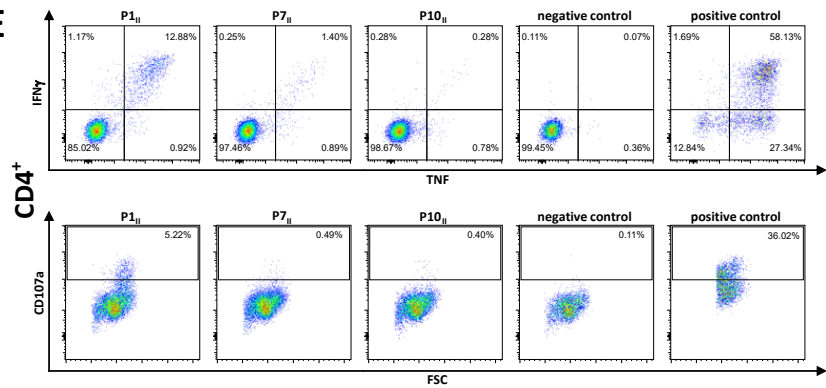 P1II P7II P10II negative control positive control
1.17% 12.88% 0.25% 1.40% 0.28% 0.28% 0.11% 0.07% 1.69% 58.13%
IFNγ
85.02% 0.92% 97.46% 0.89% 98.67% 0.78% 99.45% 0.36% 12.84% 27.34%
TNF
CD4+
P1II P7II P10II negative control positive control
5.22% 0.49% 0.40% 0.11% 36.02%
CD107a
FSC